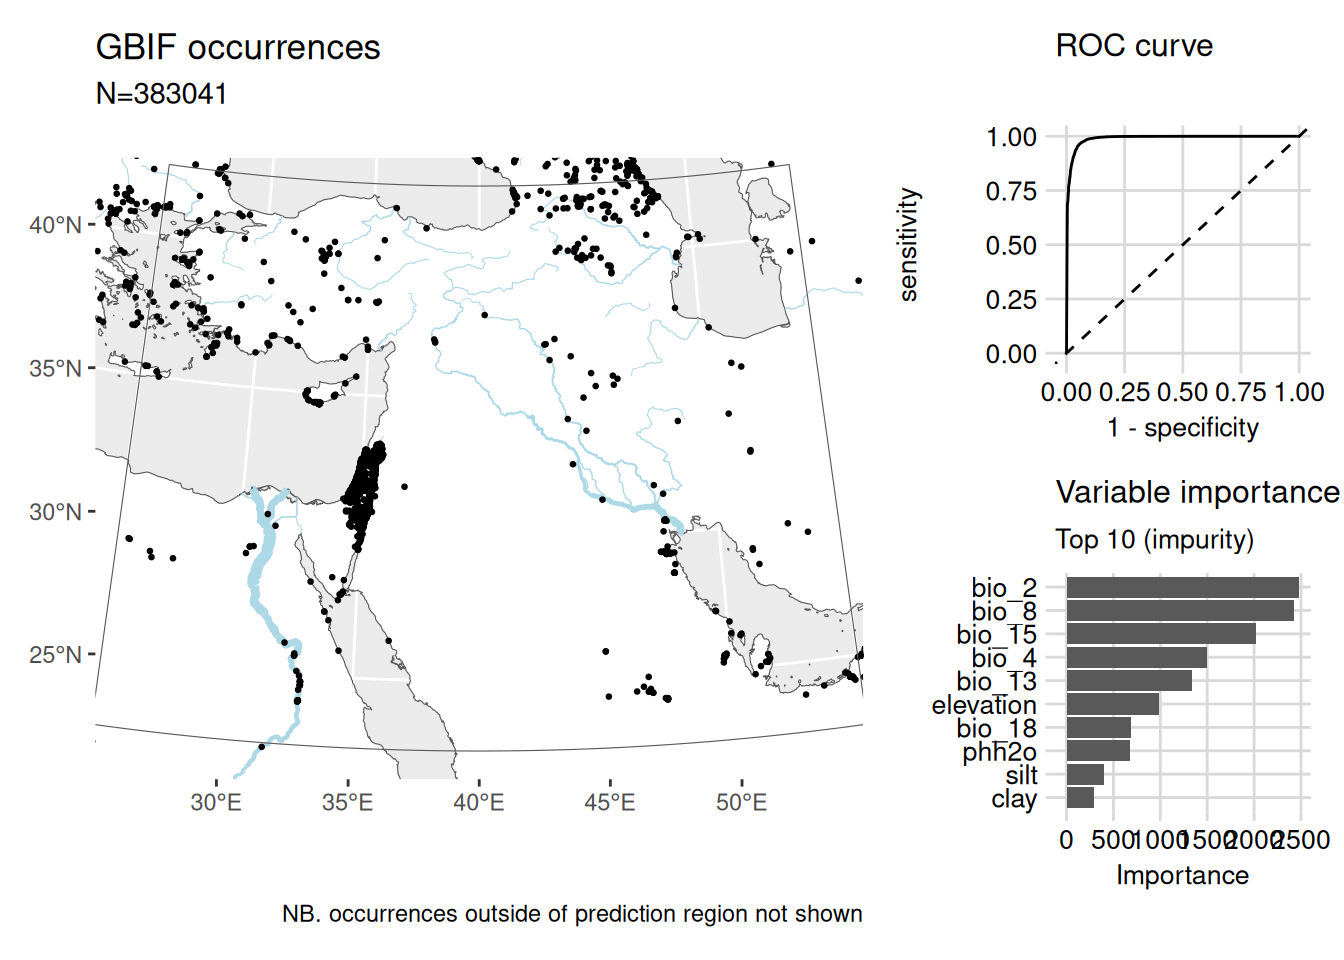 GBIF occurrences
N=383041
40°N
35°N
30°N
25°N
30°E
35°E
40°E
45°E
50°E
NB. occurrences outside of prediction region not shown
ROC curve
sensitivity
1.00
0.75
0.50
0.25
0.00
0.00 0.25 0.50 0.75 1.00
1 - specificity
Variable importance
Top 10 (impurity)
bio_2
bio_8
bio_15
bio_4
bio_13
elevation
bio_18
phh2o
silt
clay
0 500 1000 1500 2000 2500
Importance